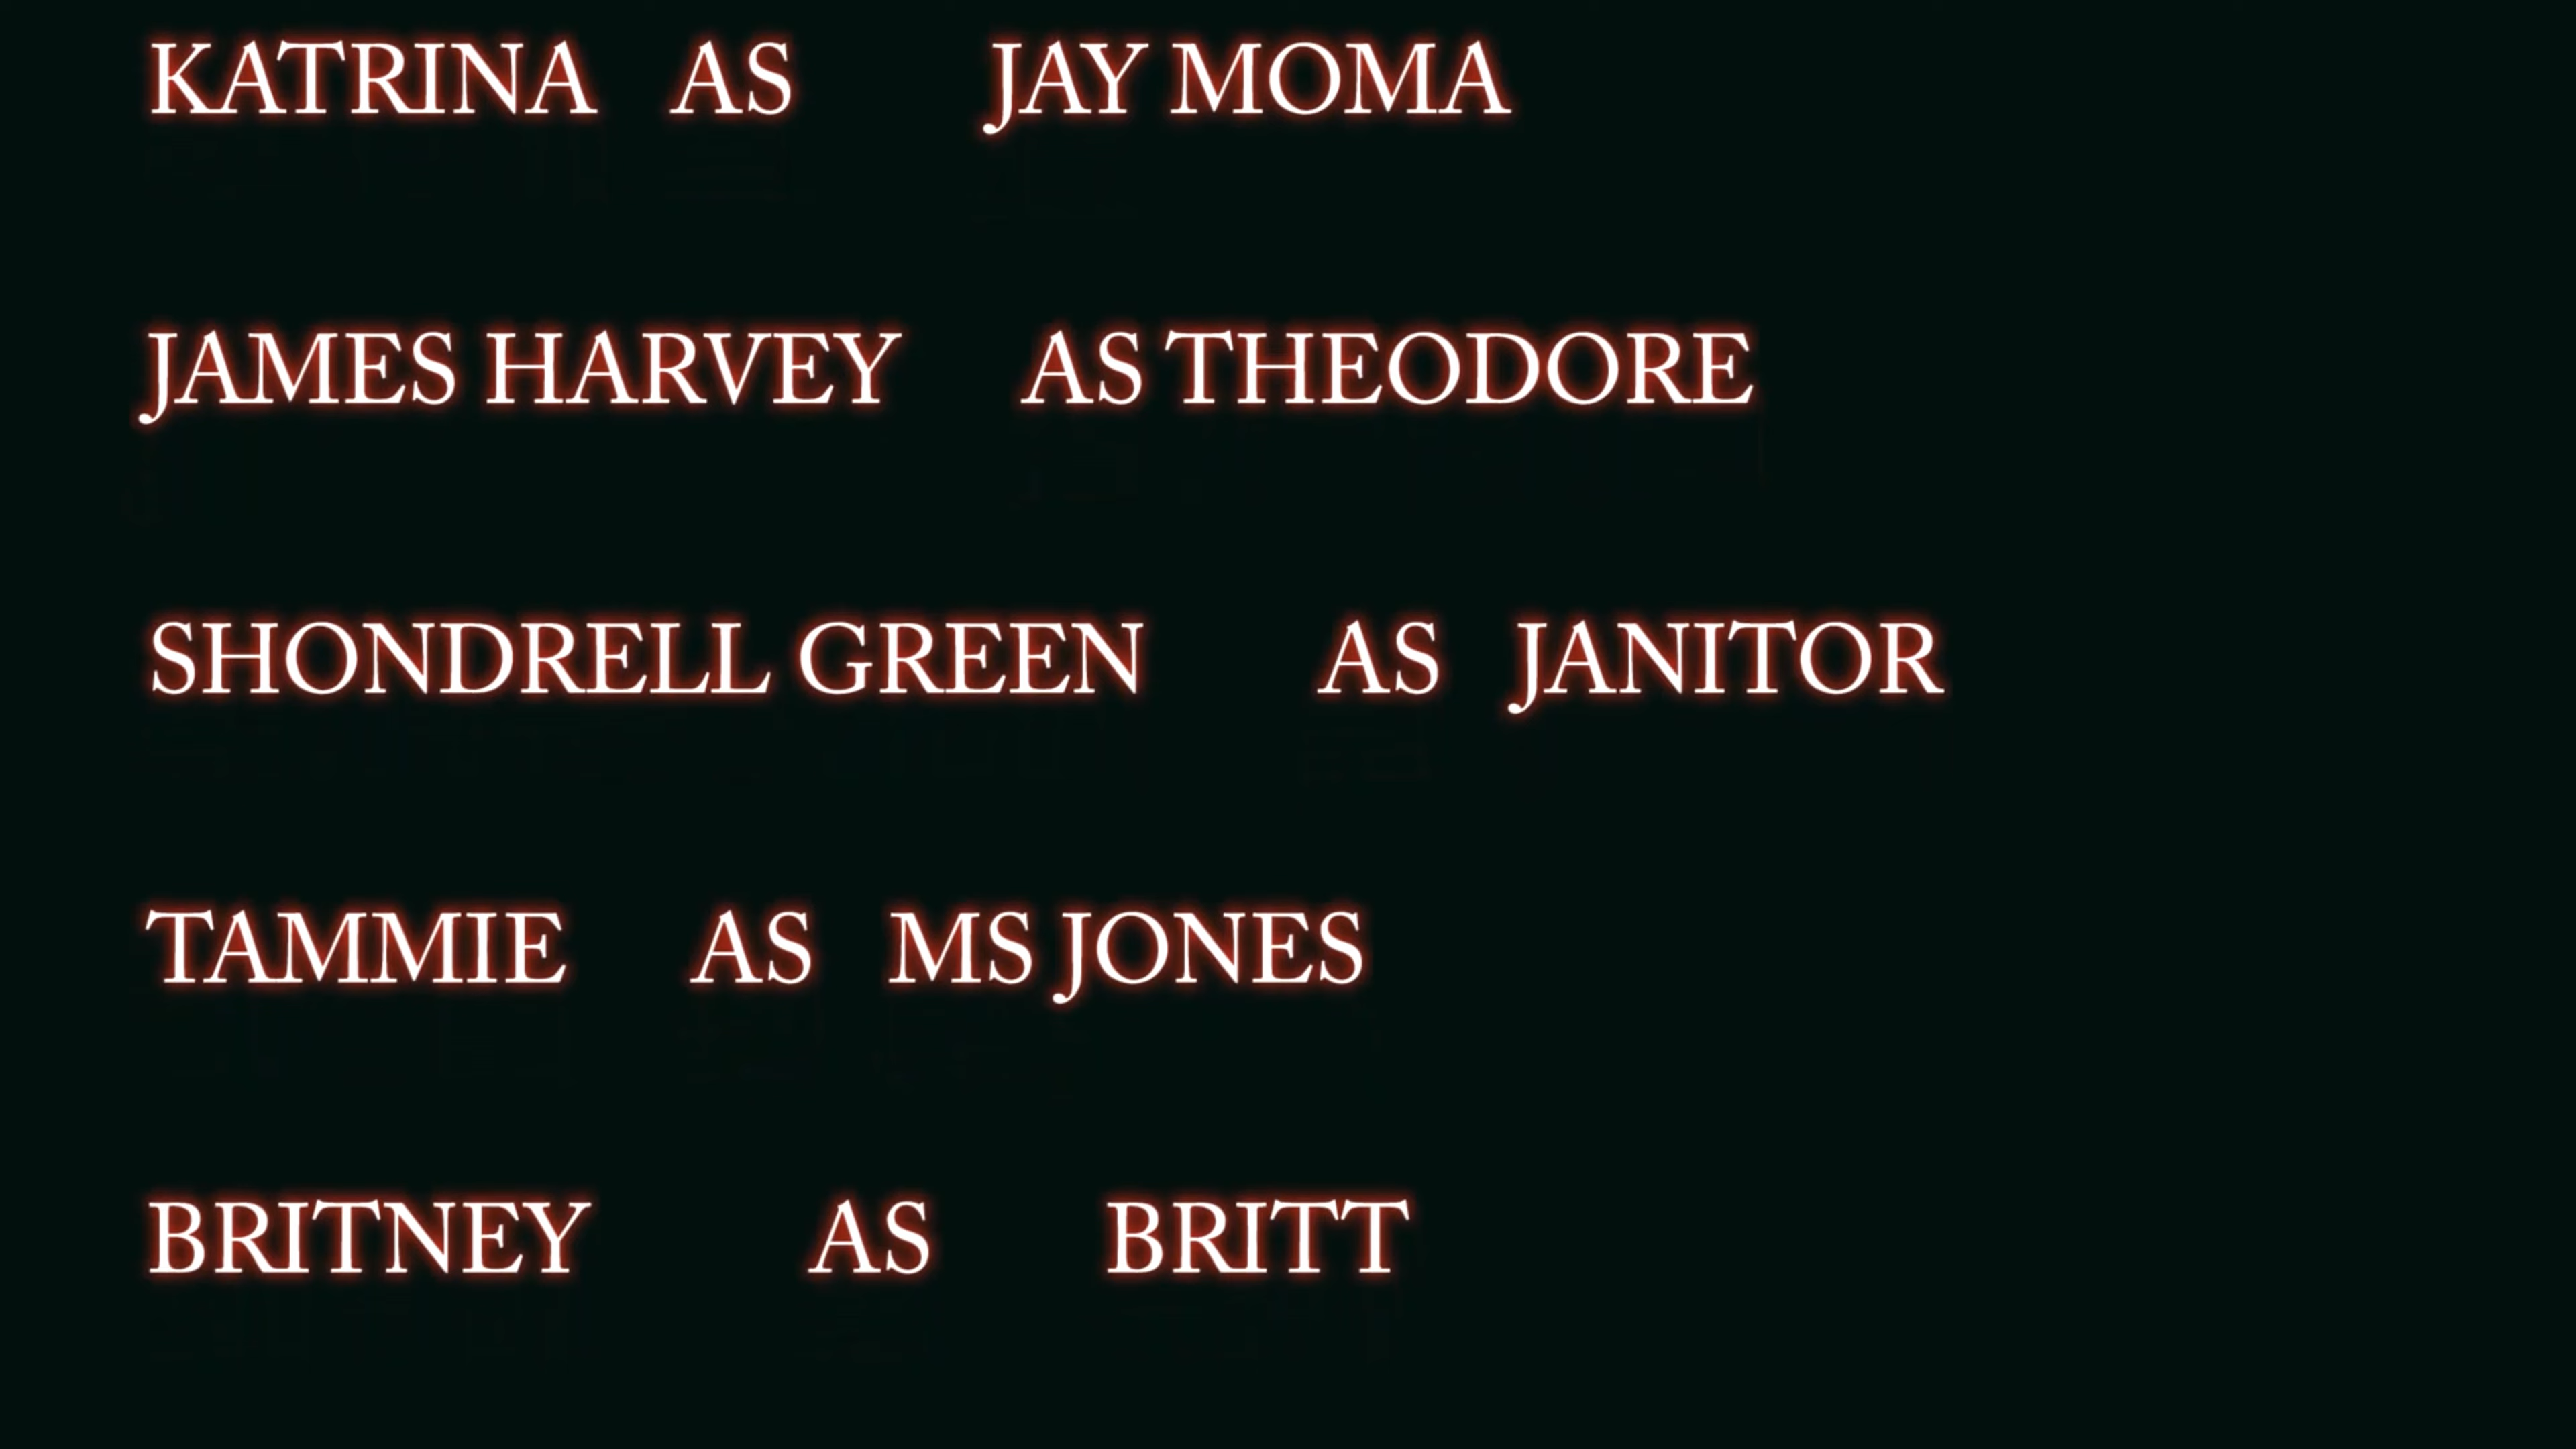 KATRINA AS JAY MOMA
JAMES HARVEY AS THEODORE
SHONDRELL GREEN AS JANITOR
TAMMIE AS MS JONES
BRITNEY AS BRITT